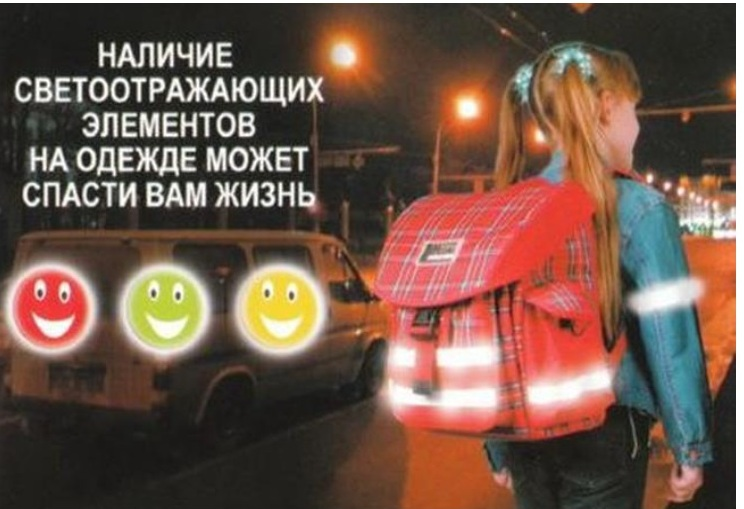 НАЛИЧИЕ
СВЕТООТРАЖАЮЩИХ
ЭЛЕМЕНТОВ
НА ОДЕЖДЕ МОЖЕТ
СПАСТИ ВАМ ЖИЗНЬ